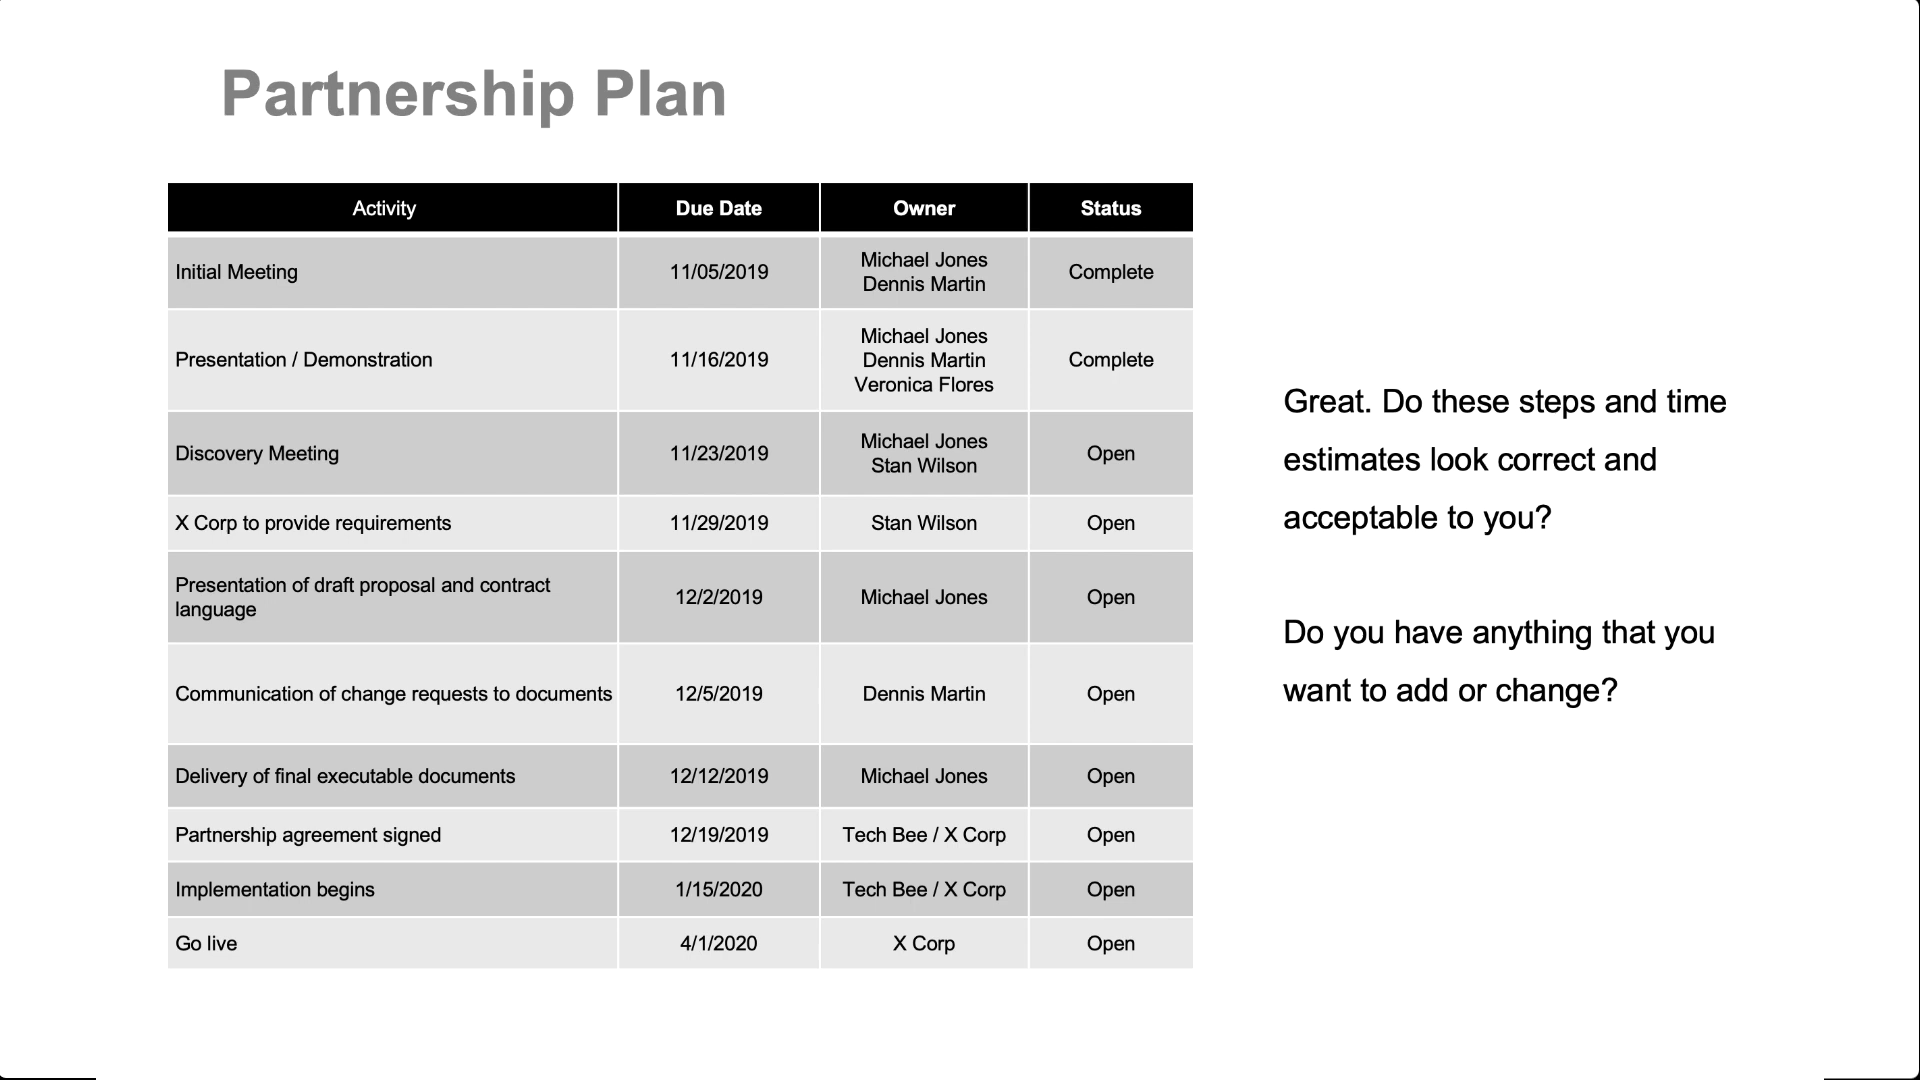 Partnership Plan
Activity Due Date Owner Status
Initial Meeting 11/05/2019 Michael Jones Complete
Dennis Martin
Presentation / Demonstration 11/16/2019 Michael Jones Complete
Dennis Martin
Veronica Flores
Discovery Meeting 11/23/2019 Michael Jones Open
Stan Wilson
X Corp to provide requirements 11/29/2019 Stan Wilson Open
Presentation of draft proposal and contract 12/2/2019 Michael Jones Open
language
Communication of change requests to documents 12/5/2019 Dennis Martin Open
Delivery of final executable documents 12/12/2019 Michael Jones Open
Partnership agreement signed 12/19/2019 Tech Bee / X Corp Open
Implementation begins 1/15/2020 Tech Bee / X Corp Open
Go live 4/1/2020 X Corp Open
Great. Do these steps and time
estimates look correct and
acceptable to you?
Do you have anything that you
want to add or change?